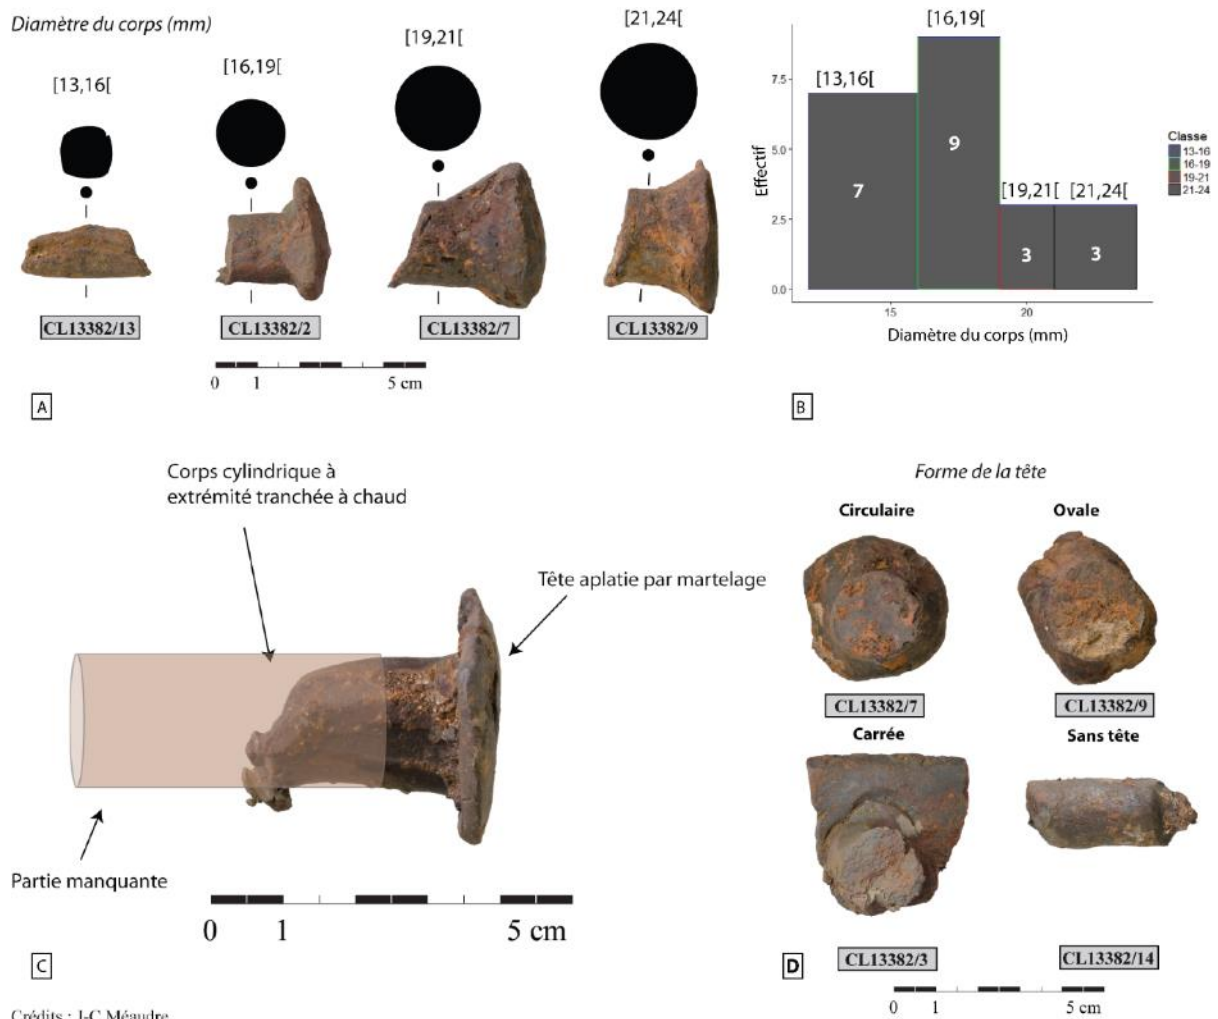 Diamètre du corps (mm)
[13,16[
[16,19[
[19,21[
[21,24[
CL13382/13
CL13382/2
CL13382/7
CL13382/9
0 1 5 cm
A
[13,16[
[16,19[
[19,21[
[21,24[
7
9
3
3
Effectif
7.5
5.0
2.5
0.0
15
20
Diamètre du corps (mm)
Classe
13-16
16-19
19-21
21-24
B
Corps cylindrique à
extrémité tranchée à chaud
Tête aplatie par martelage
Partie manquante
0 1 5 cm
C
Forme de la tête
Circulaire
Ovale
CL13382/7
CL13382/9
Carrée
Sans tête
CL13382/3
CL13382/14
D
0 1 5 cm
Crédits : J-C Méaudre